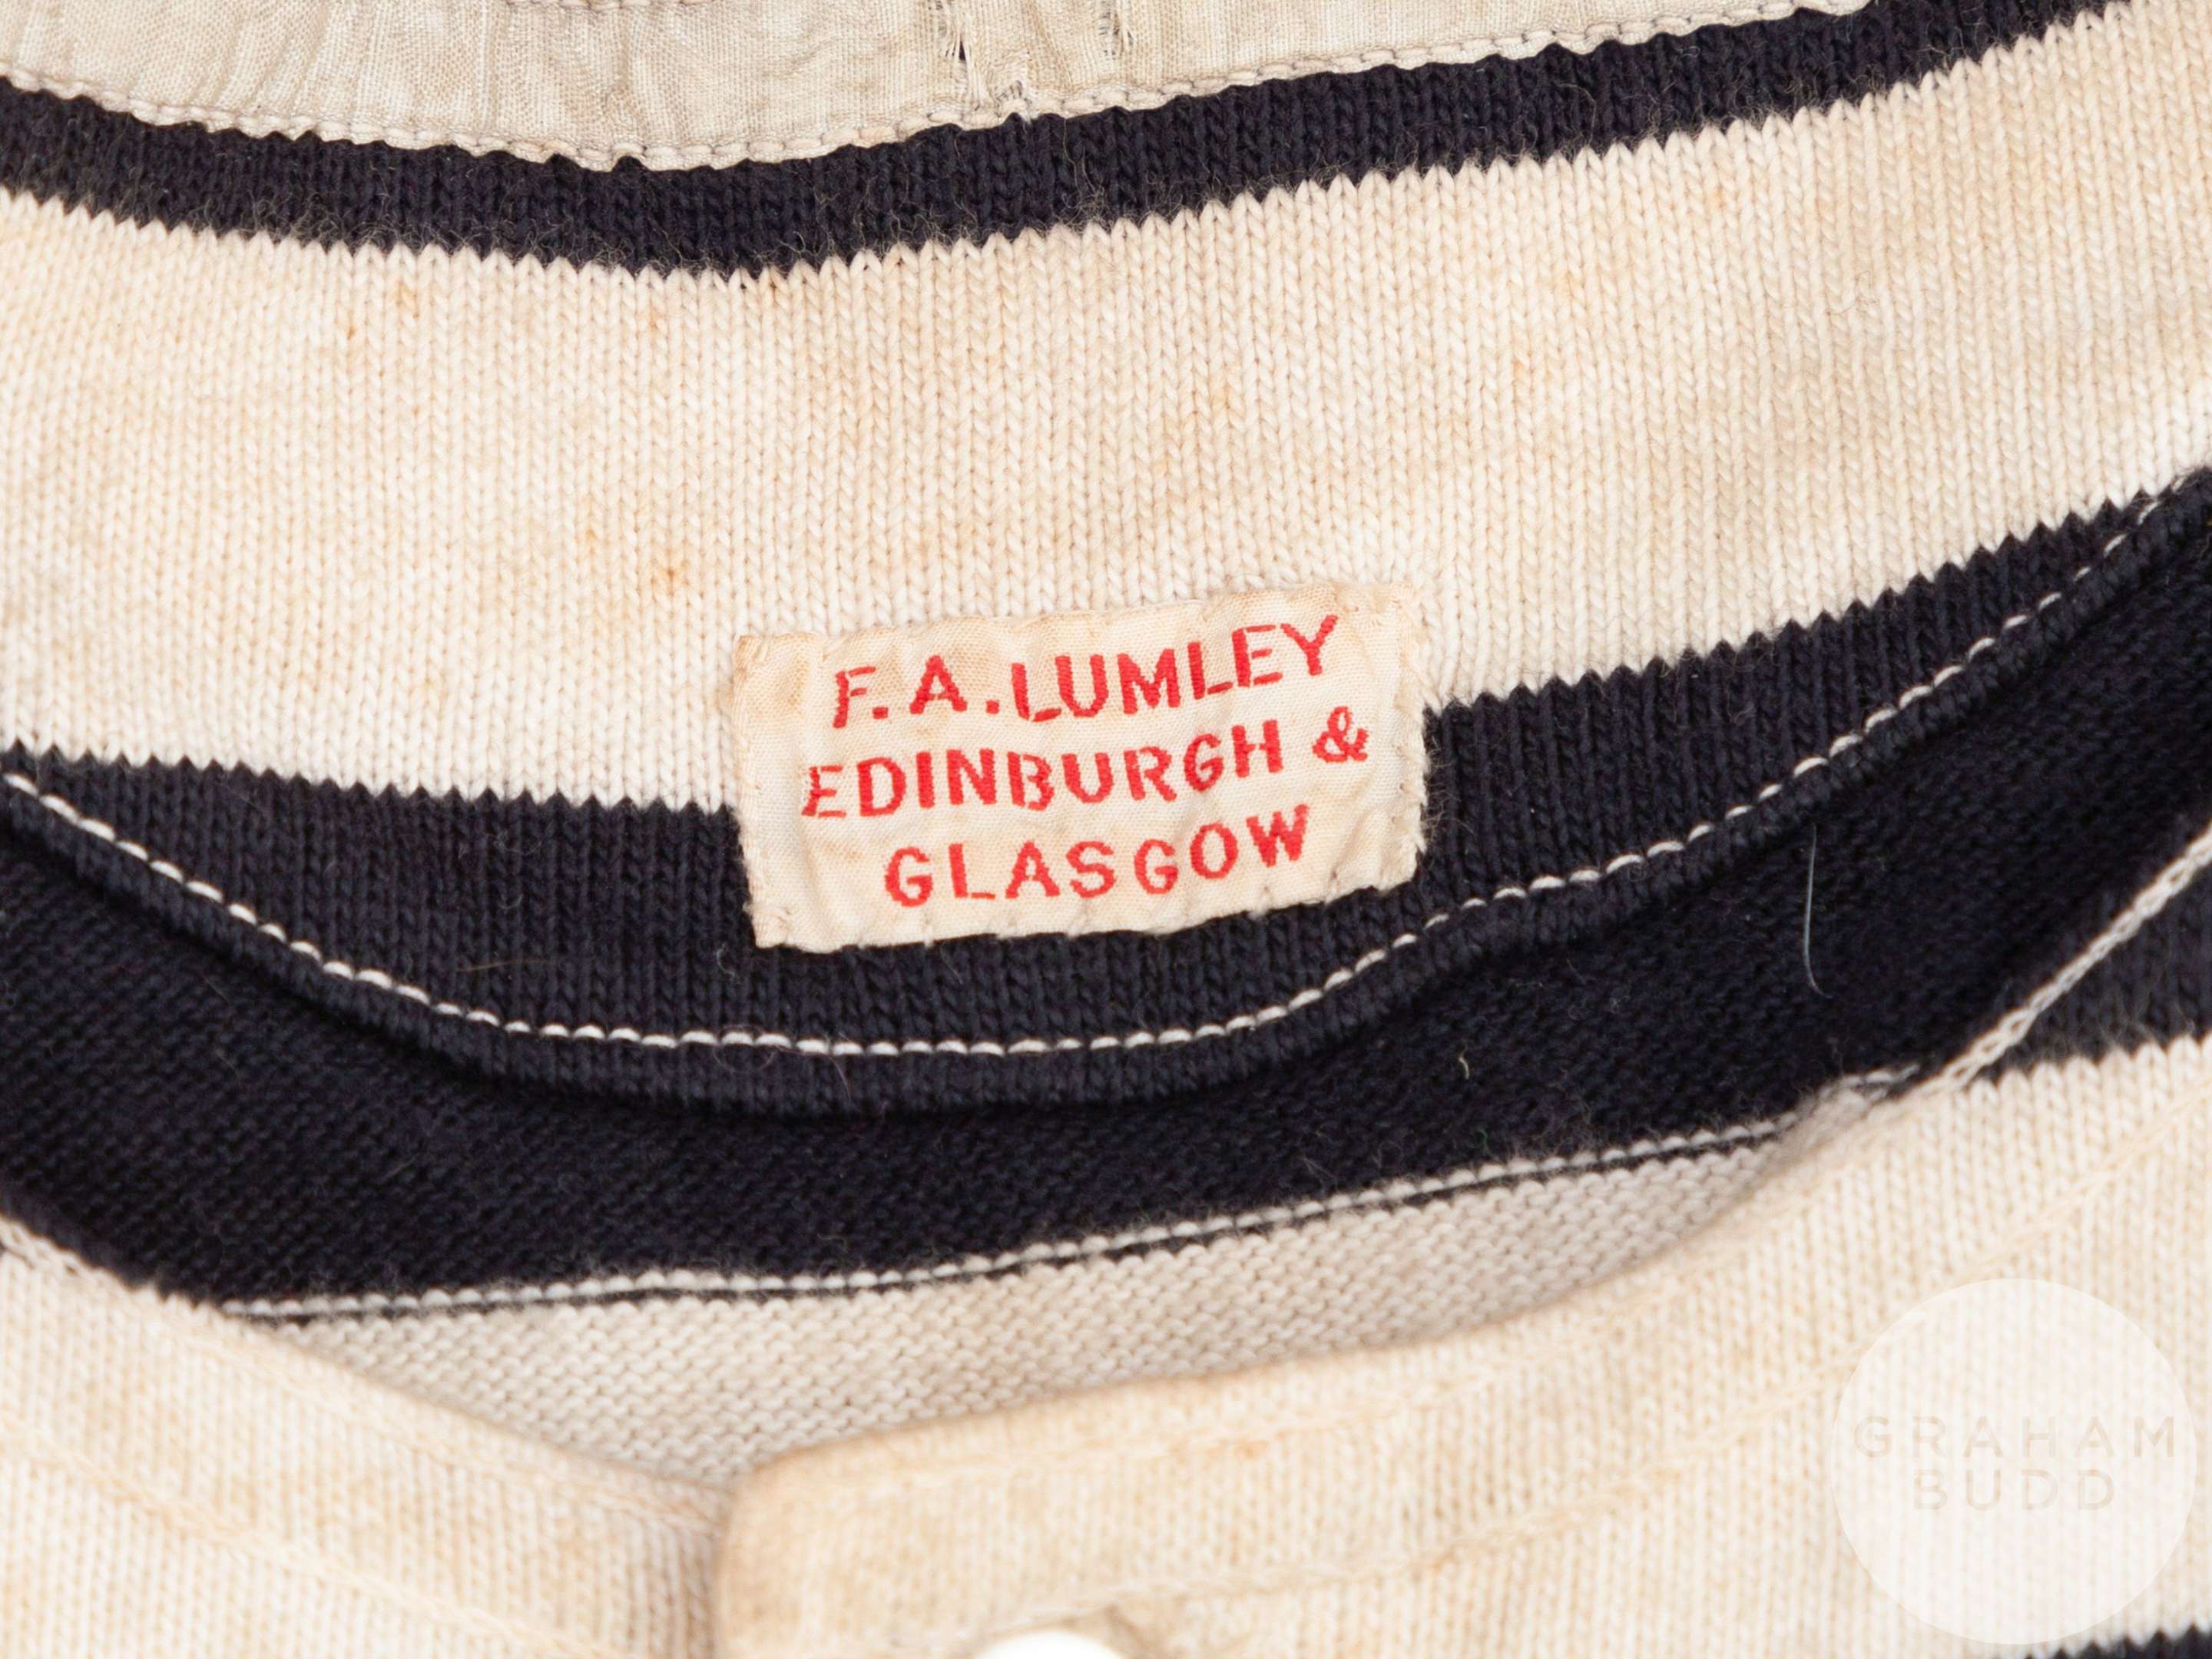 F. A. LUMLEY
EDINBURGH &
GLASGOW
GRAHAM
BUDD